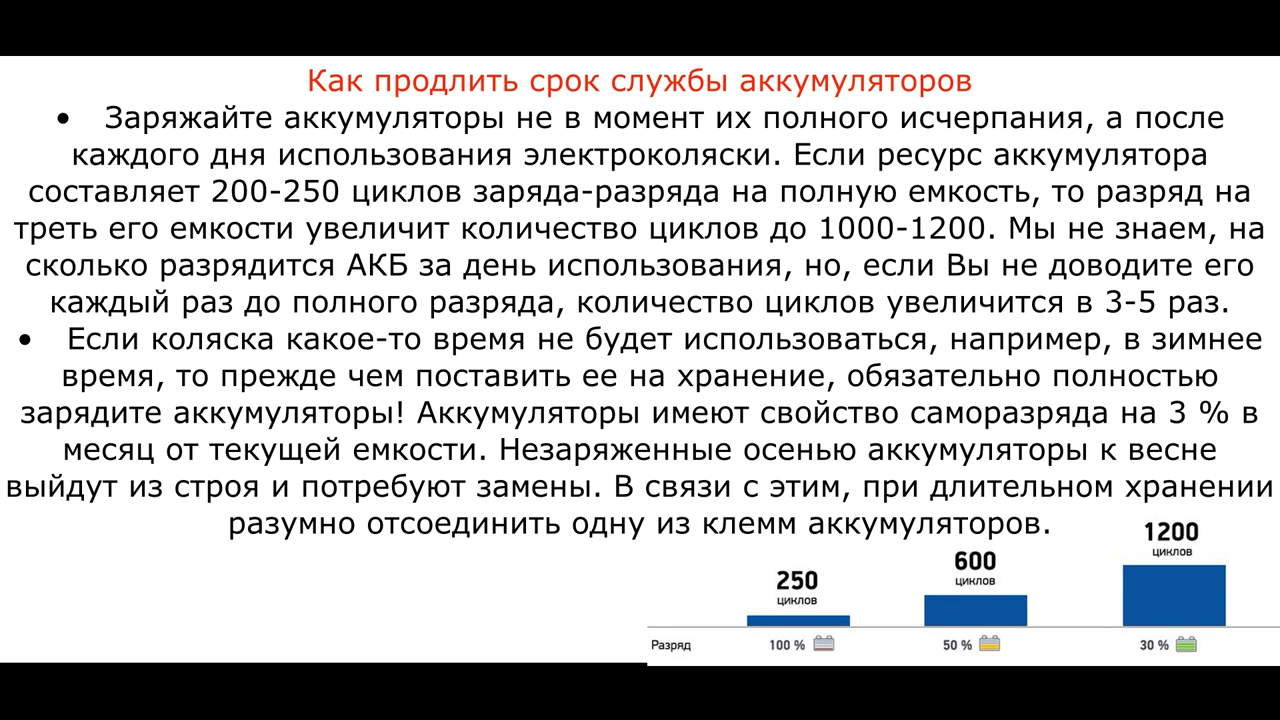 Как продлить срок службы аккумуляторов
• Заряжайте аккумуляторы не в момент их полного исчерпания, а после
каждого дня использования электроколяски. Если ресурс аккумулятора
составляет 200-250 циклов заряда-разряда на полную емкость, то разряд на
треть его емкости увеличит количество циклов до 1000-1200. Мы не знаем, на
сколько разрядится АКБ за день использования, но, если Вы не доводите его
каждый раз до полного разряда, количество циклов увеличится в 3-5 раз.
• Если коляска какое-то время не будет использоваться, например, в зимнее
время, то прежде чем поставить ее на хранение, обязательно полностью
зарядите аккумуляторы! Аккумуляторы имеют свойство саморазряда на 3 % в
месяц от текущей емкости. Незаряженные осенью аккумуляторы к весне
выйдут из строя и потребуют замены. В связи с этим, при длительном хранении
разумно отсоединить одну из клемм аккумуляторов.
250
циклов
600
циклов
1200
циклов
Разряд 100 % 50 % 30 %